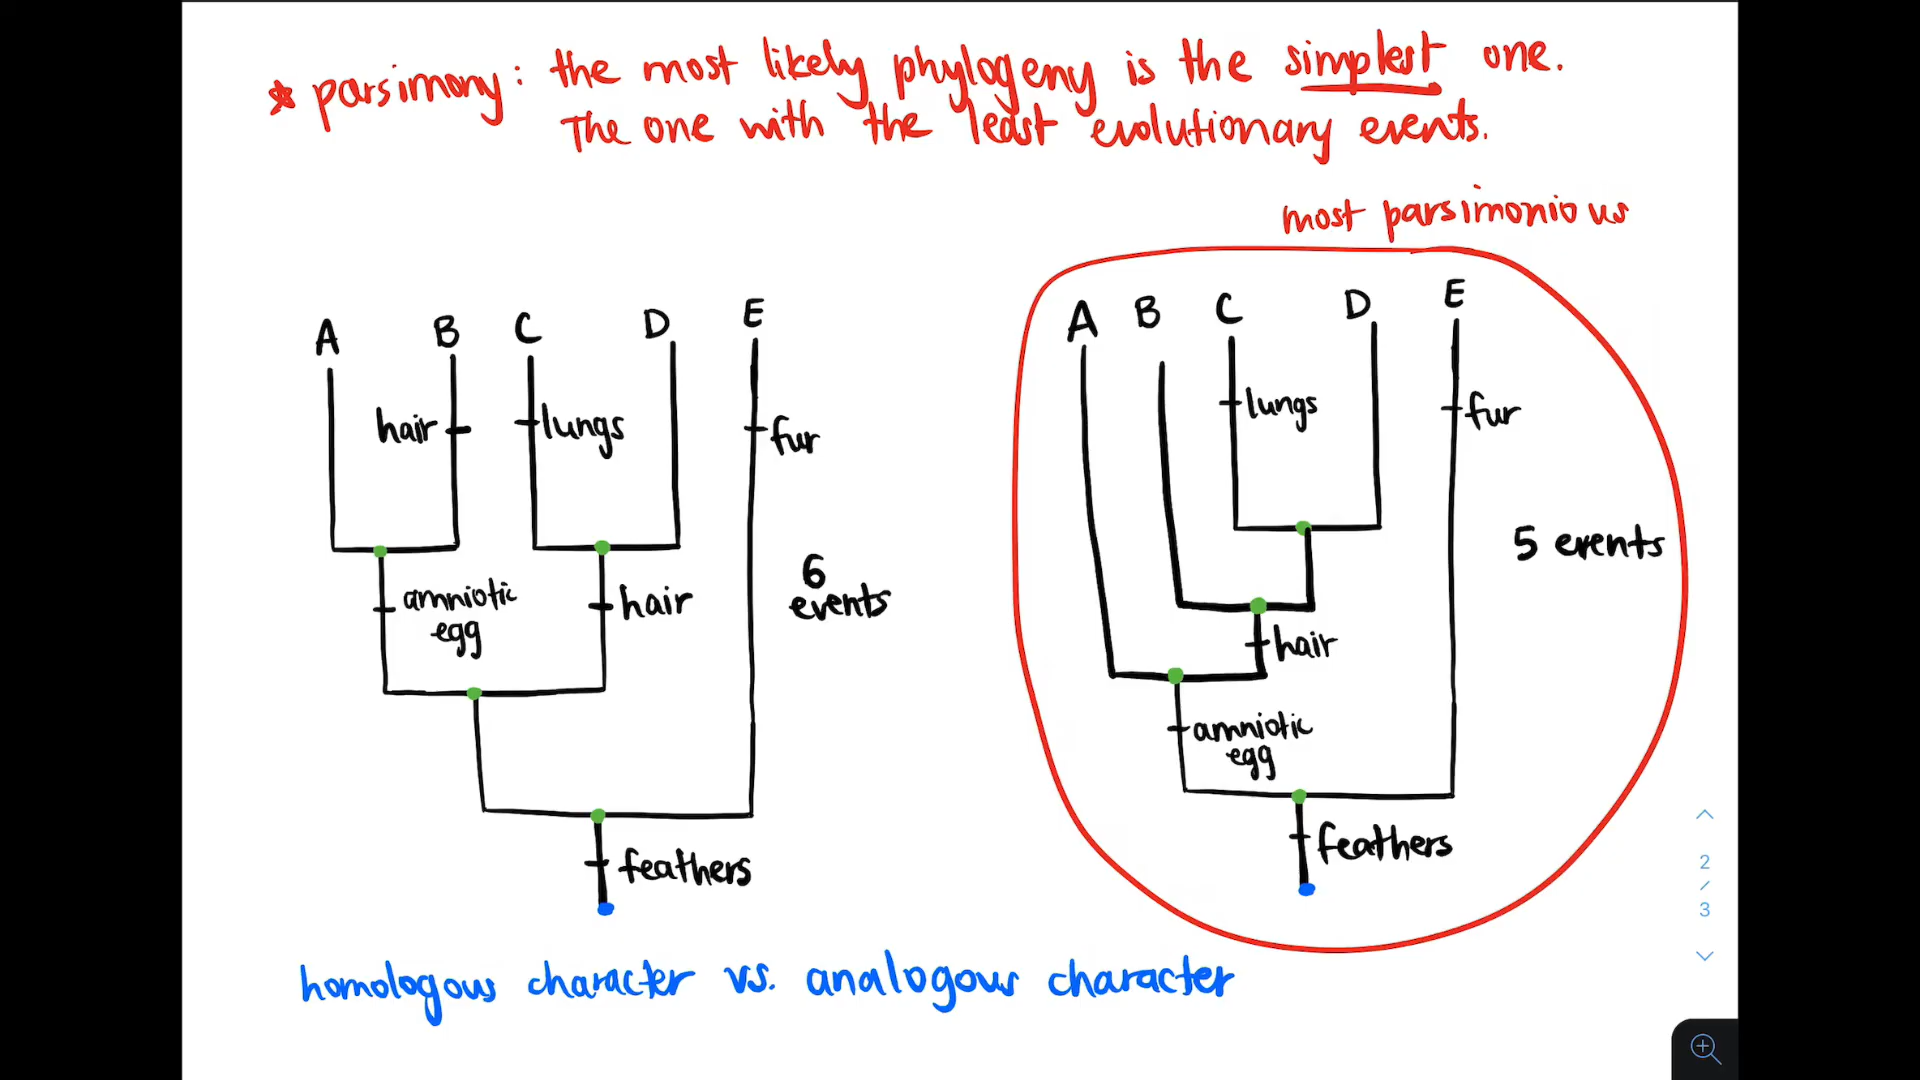 * parsimony: the most likely phylogeny is the simplest one.
The one with the least evolutionary events.
most parsimonious
A B C D E
hair lungs fur
amniotic
egg
hair
6
events
feathers
A B C D E
lungs fur
5 events
hair
amniotic
egg
feathers
2
/
3
homologous character vs. analogous character